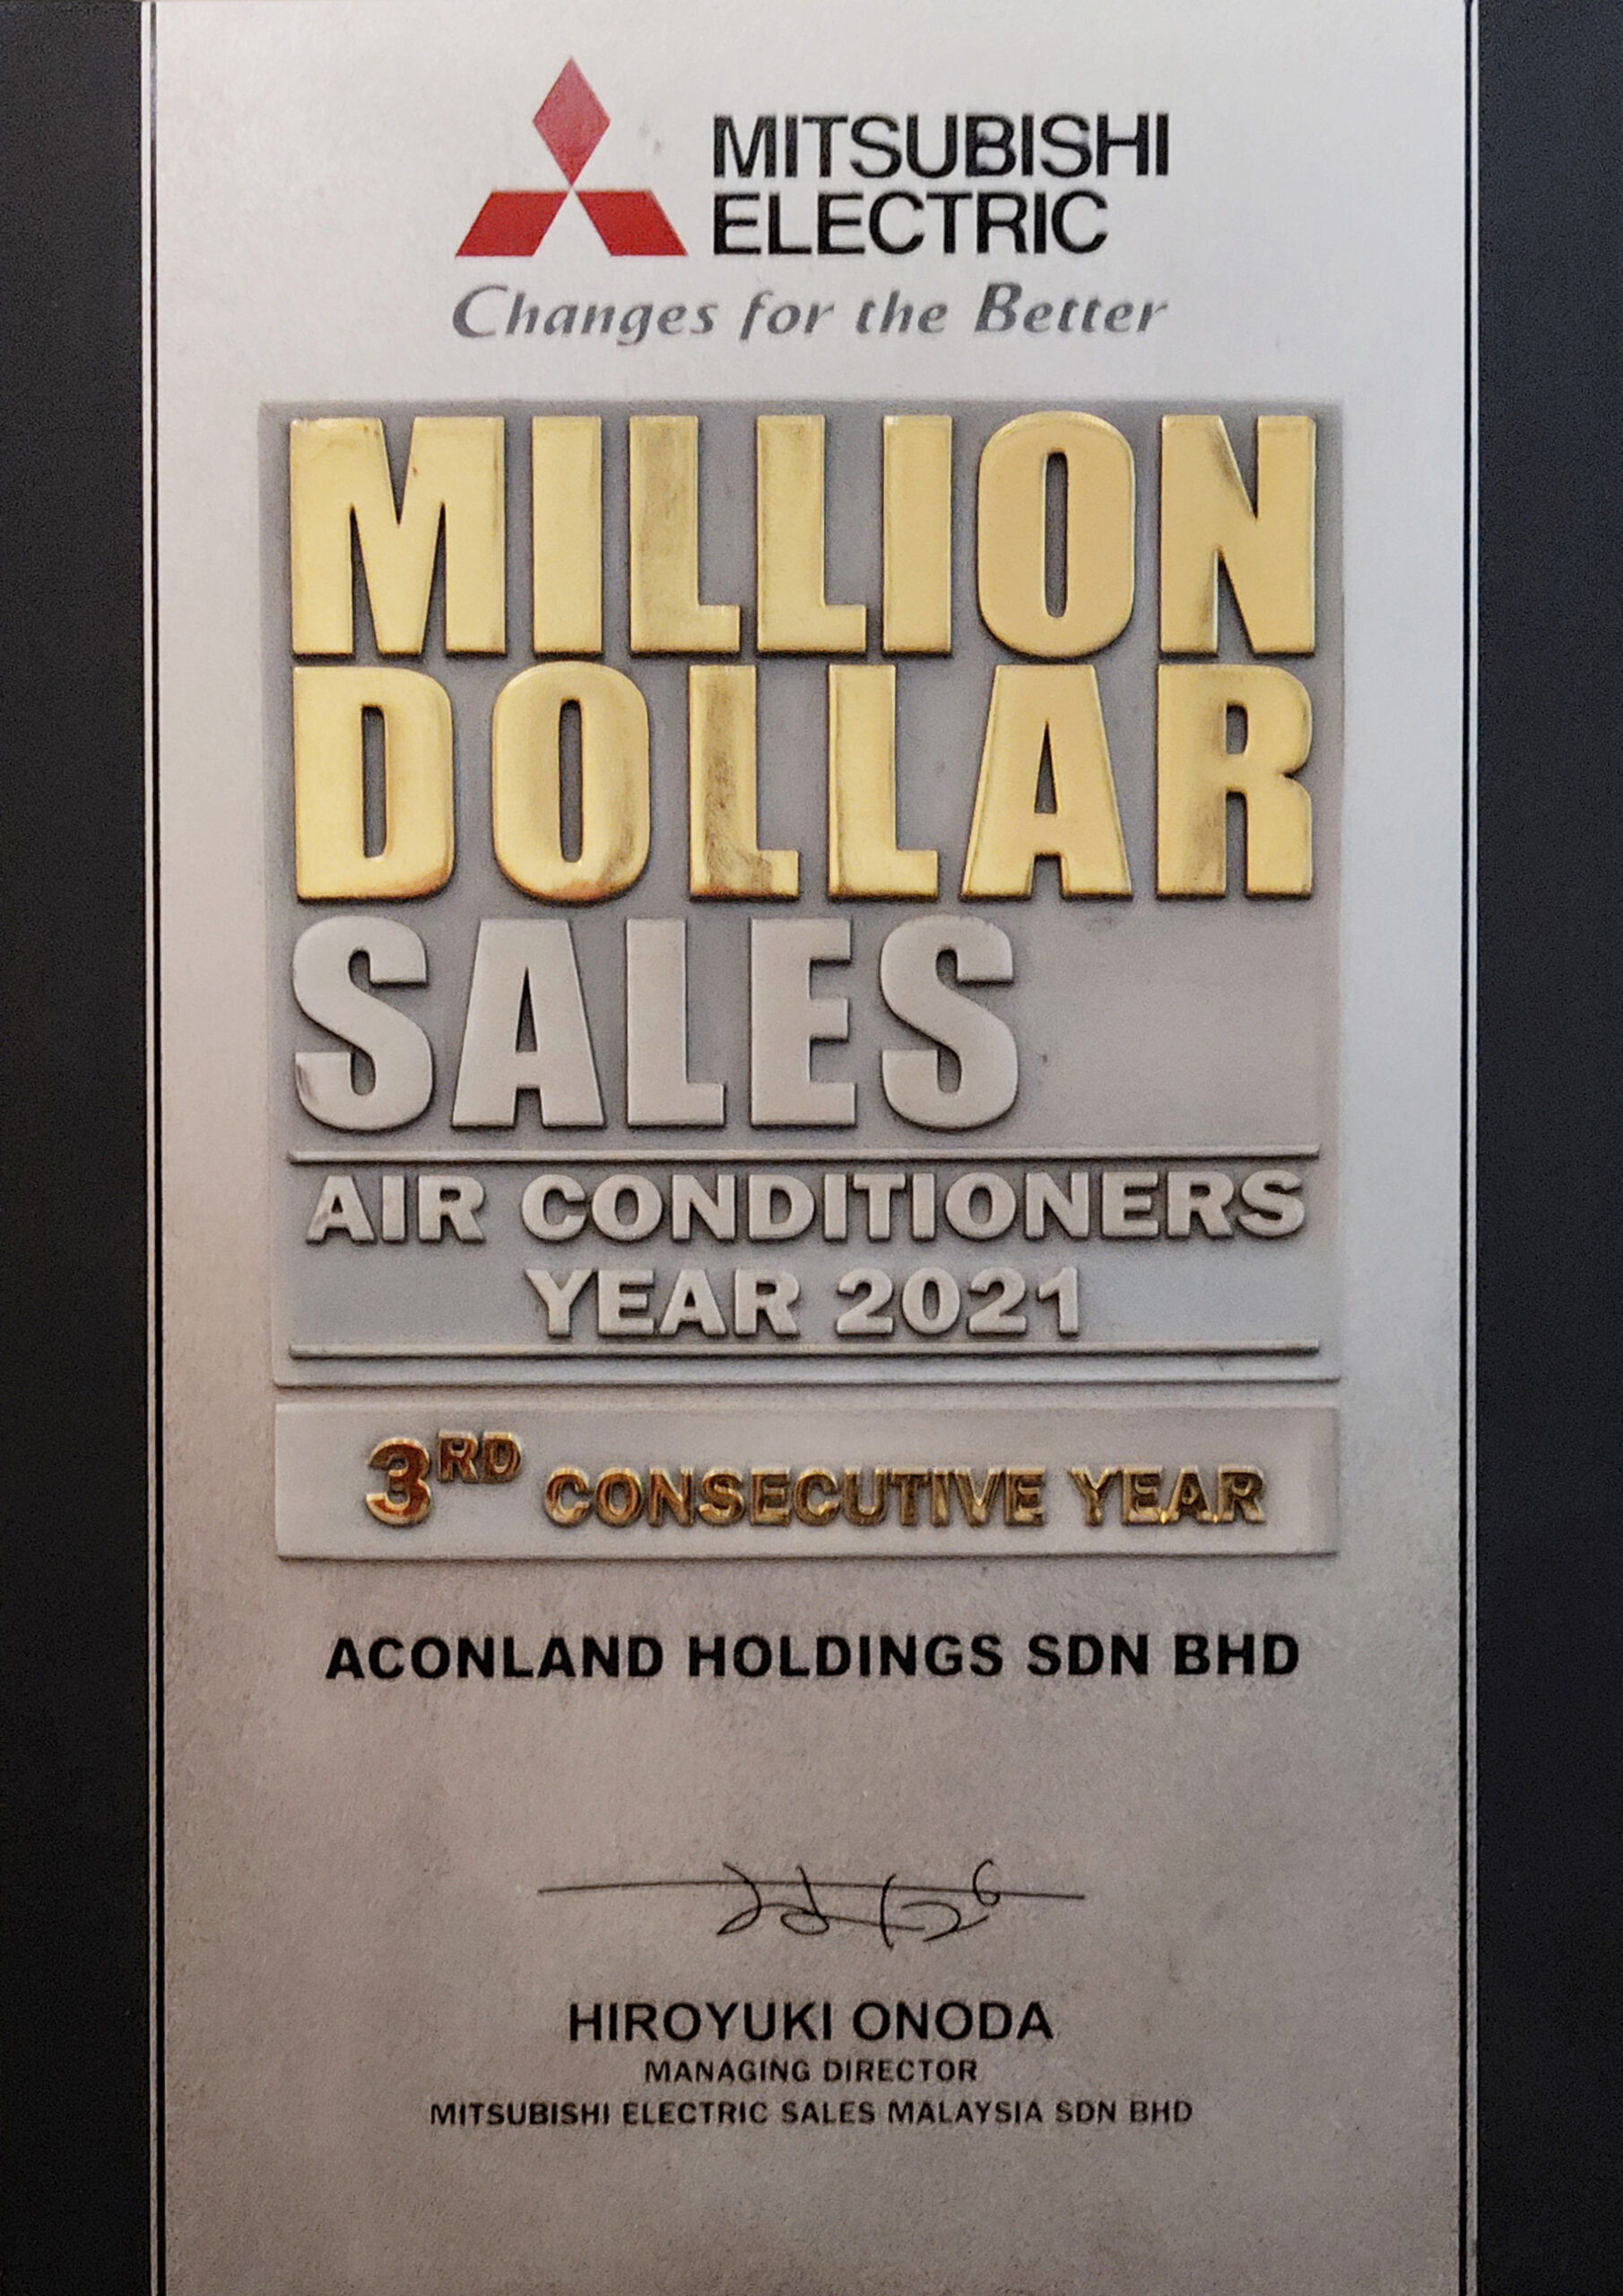 MITSUBISHI
ELECTRIC
Changes for the Better
MILLION
DOLLAR
SALES
AIR CONDITIONERS
YEAR 2021
3RD CONSECUTIVE YEAR
ACONLAND HOLDINGS SDN BHD
HIROYUKI ONODA
MANAGING DIRECTOR
MITSUBISHI ELECTRIC SALES MALAYSIA SDN BHD